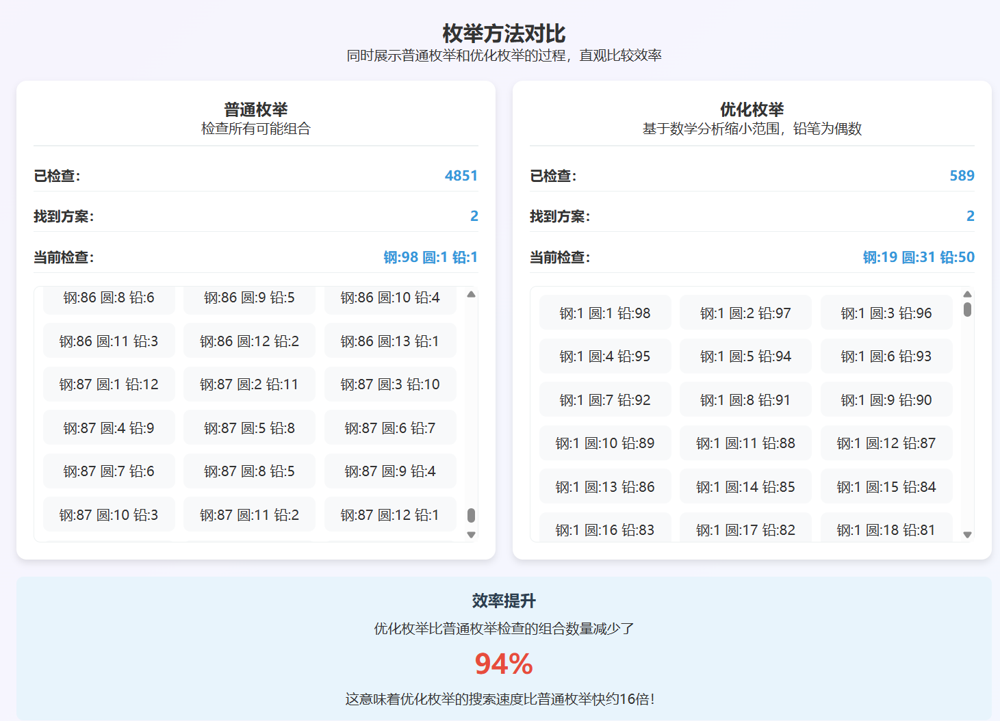 枚举方法对比
同时展示普通枚举和优化枚举的过程，直观比较效率
普通枚举
检查所有可能组合
已检查： 4851
找到方案： 2
当前检查： 钢:98 圆:1 铅:1
钢:86 圆:8 铅:6 钢:86 圆:9 铅:5 钢:86 圆:10 铅:4
钢:86 圆:11 铅:3 钢:86 圆:12 铅:2 钢:86 圆:13 铅:1
钢:87 圆:1 铅:12 钢:87 圆:2 铅:11 钢:87 圆:3 铅:10
钢:87 圆:4 铅:9 钢:87 圆:5 铅:8 钢:87 圆:6 铅:7
钢:87 圆:7 铅:6 钢:87 圆:8 铅:5 钢:87 圆:9 铅:4
钢:87 圆:10 铅:3 钢:87 圆:11 铅:2 钢:87 圆:12 铅:1
优化枚举
基于数学分析缩小范围，铅笔为偶数
已检查： 589
找到方案： 2
当前检查： 钢:19 圆:31 铅:50
钢:1 圆:1 铅:98 钢:1 圆:2 铅:97 钢:1 圆:3 铅:96
钢:1 圆:4 铅:95 钢:1 圆:5 铅:94 钢:1 圆:6 铅:93
钢:1 圆:7 铅:92 钢:1 圆:8 铅:91 钢:1 圆:9 铅:90
钢:1 圆:10 铅:89 钢:1 圆:11 铅:88 钢:1 圆:12 铅:87
钢:1 圆:13 铅:86 钢:1 圆:14 铅:85 钢:1 圆:15 铅:84
钢:1 圆:16 铅:83 钢:1 圆:17 铅:82 钢:1 圆:18 铅:81
效率提升
优化枚举比普通枚举检查的组合数量减少了
94%
这意味着优化枚举的搜索速度比普通枚举快约16倍！